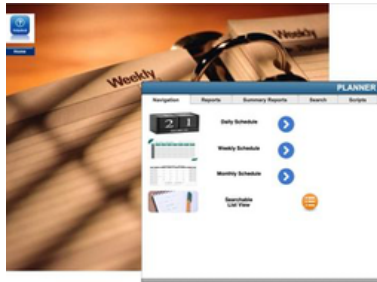 Home
Weekly
Weekly
PLANNER
Navigation Reports Summary Reports Search Scripts
2 1
Daily Schedule
Weekly Schedule
Monthly Schedule
Searchable
List View